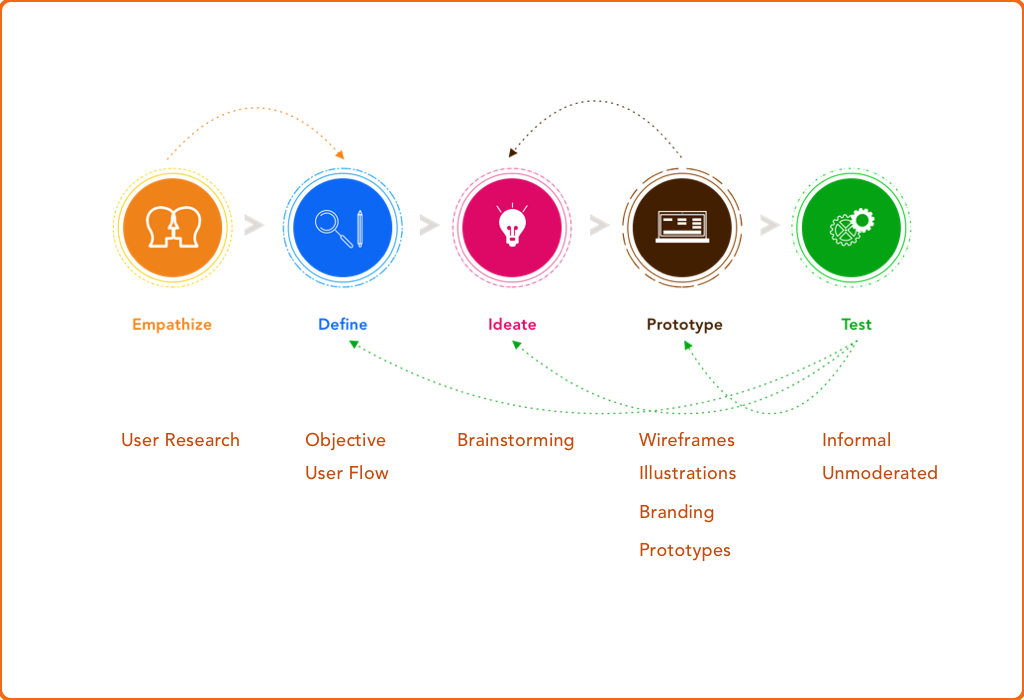 Empathize
Define
Ideate
Prototype
Test
User Research
Objective
User Flow
Brainstorming
Wireframes
Illustrations
Branding
Prototypes
Informal
Unmoderated